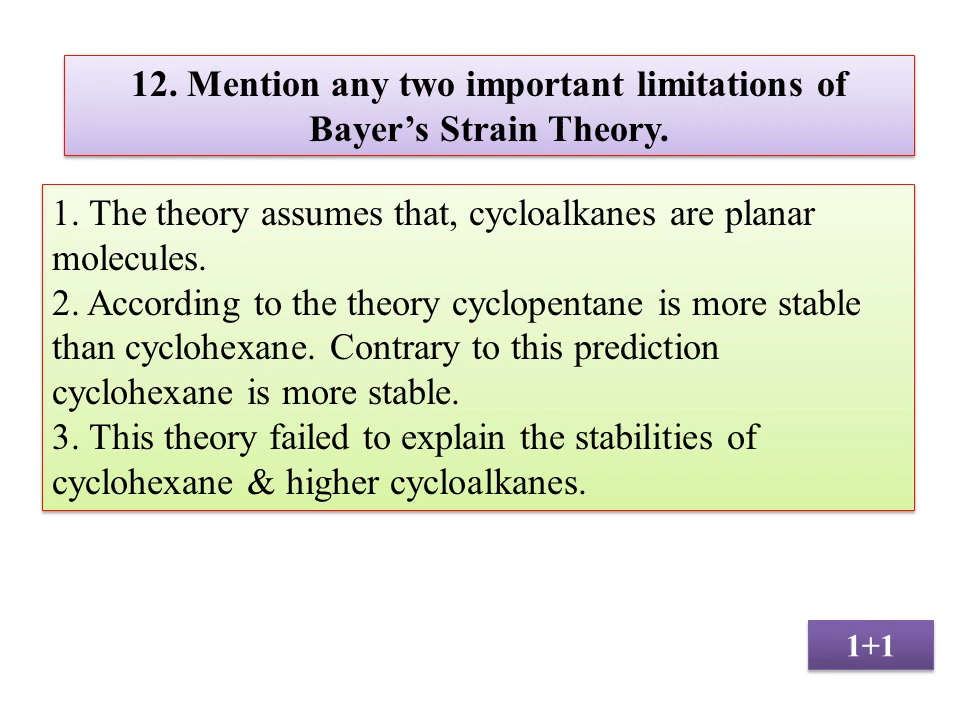 12. Mention any two important limitations of
Bayer’s Strain Theory.
1. The theory assumes that, cycloalkanes are planar
molecules.
2. According to the theory cyclopentane is more stable
than cyclohexane. Contrary to this prediction
cyclohexane is more stable.
3. This theory failed to explain the stabilities of
cyclohexane & higher cycloalkanes.
1+1